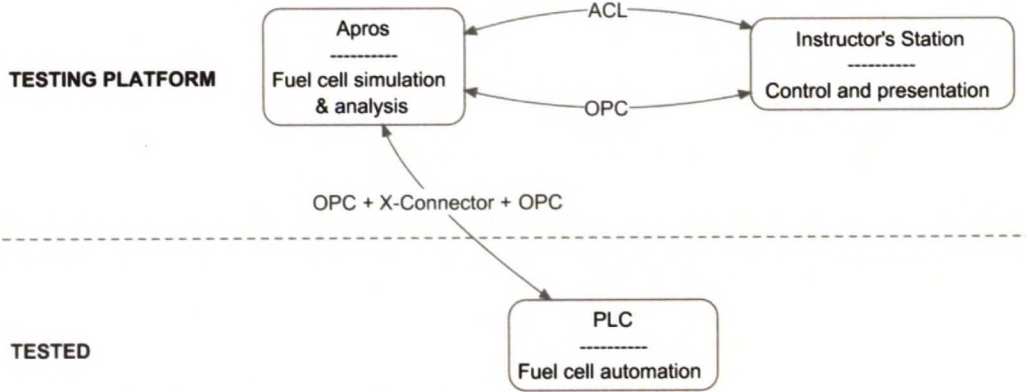 ACL
Apros
----------
Fuel cell simulation
& analysis
Instructor's Station
----------
Control and presentation
TESTING PLATFORM
OPC
OPC + X-Connector + OPC
PLC
----------
Fuel cell automation
TESTED